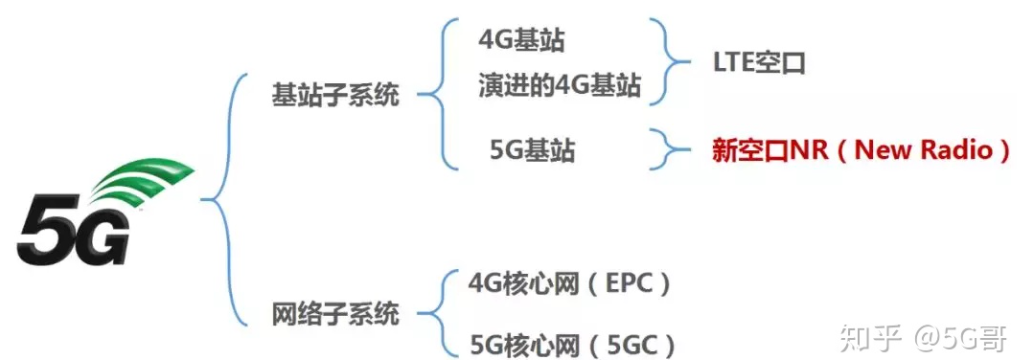 5G
基站子系统
4G基站
演进的4G基站
LTE空口
5G基站
新空口NR（New Radio）
网络子系统
4G核心网（EPC）
5G核心网（5GC）
知乎 @5G哥